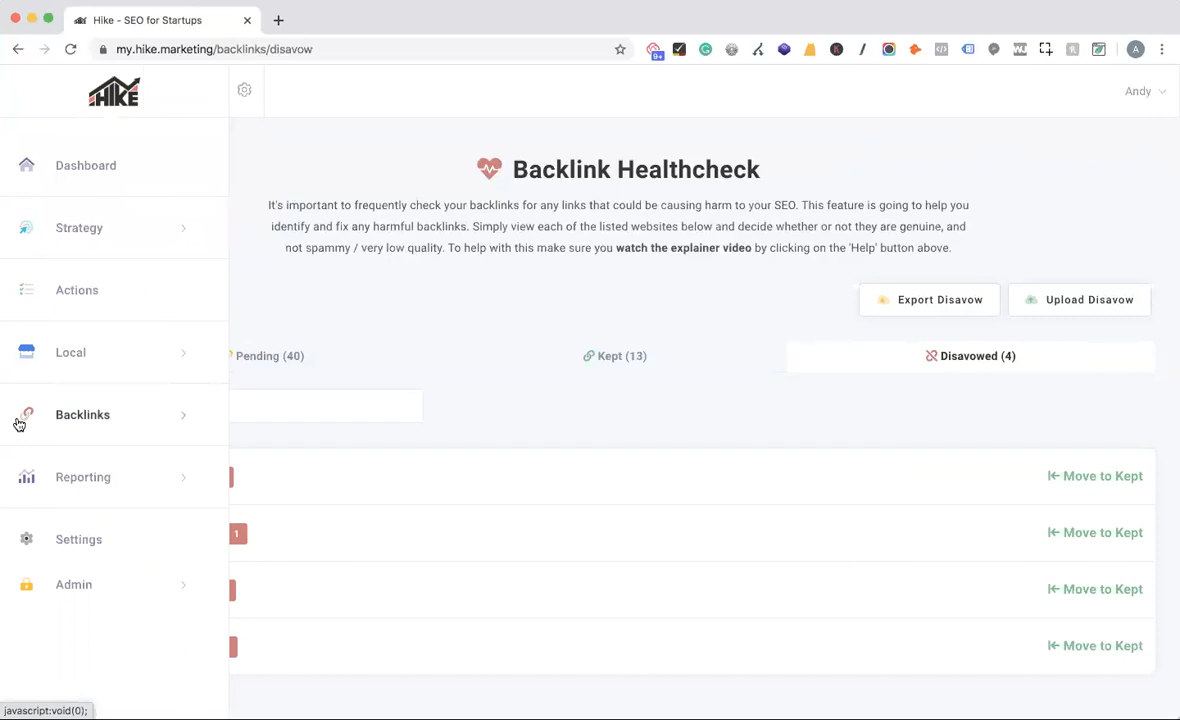 Hike - SEO for Startups
my.hike.marketing/backlinks/disavow
9+
A
HIKE
Andy
Dashboard
Strategy
Actions
Local
Backlinks
Reporting
Settings
Admin
Backlink Healthcheck
It's important to frequently check your backlinks for any links that could be causing harm to your SEO. This feature is going to help you
identify and fix any harmful backlinks. Simply view each of the listed websites below and decide whether or not they are genuine, and
not spammy / very low quality. To help with this make sure you watch the explainer video by clicking on the 'Help' button above.
Export Disavow
Upload Disavow
Pending (40)
Kept (13)
Disavowed (4)
Move to Kept
1
Move to Kept
Move to Kept
Move to Kept
javascript:void(0);